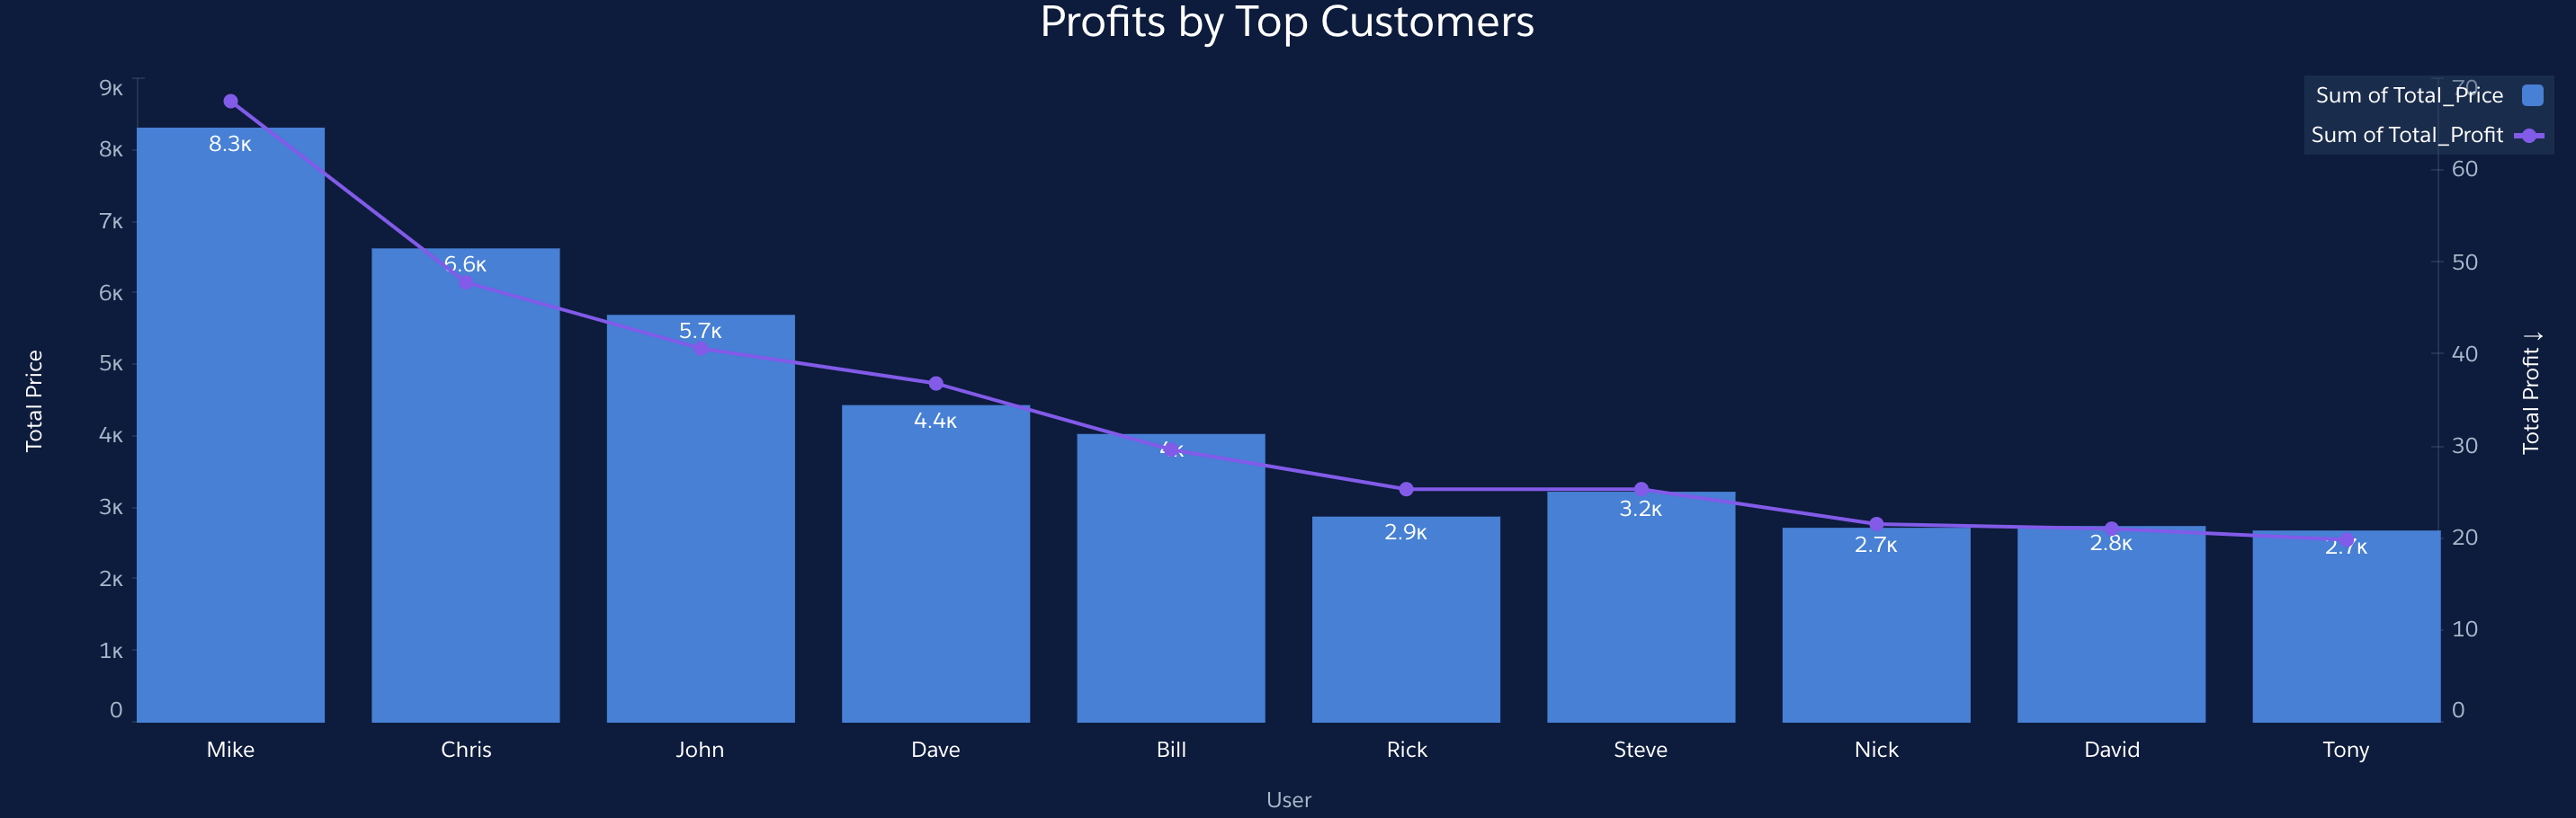 Profits by Top Customers
Sum of Total_Price
Sum of Total_Profit
9K
8K
7K
6K
5K
4K
3K
2K
1K
0
Total Price
70
60
50
40
30
20
10
0
Total Profit ↓
8.3K
6.6K
5.7K
4.4K
4K
2.9K
3.2K
2.7K
2.8K
2.7K
Mike Chris John Dave Bill Rick Steve Nick David Tony
User